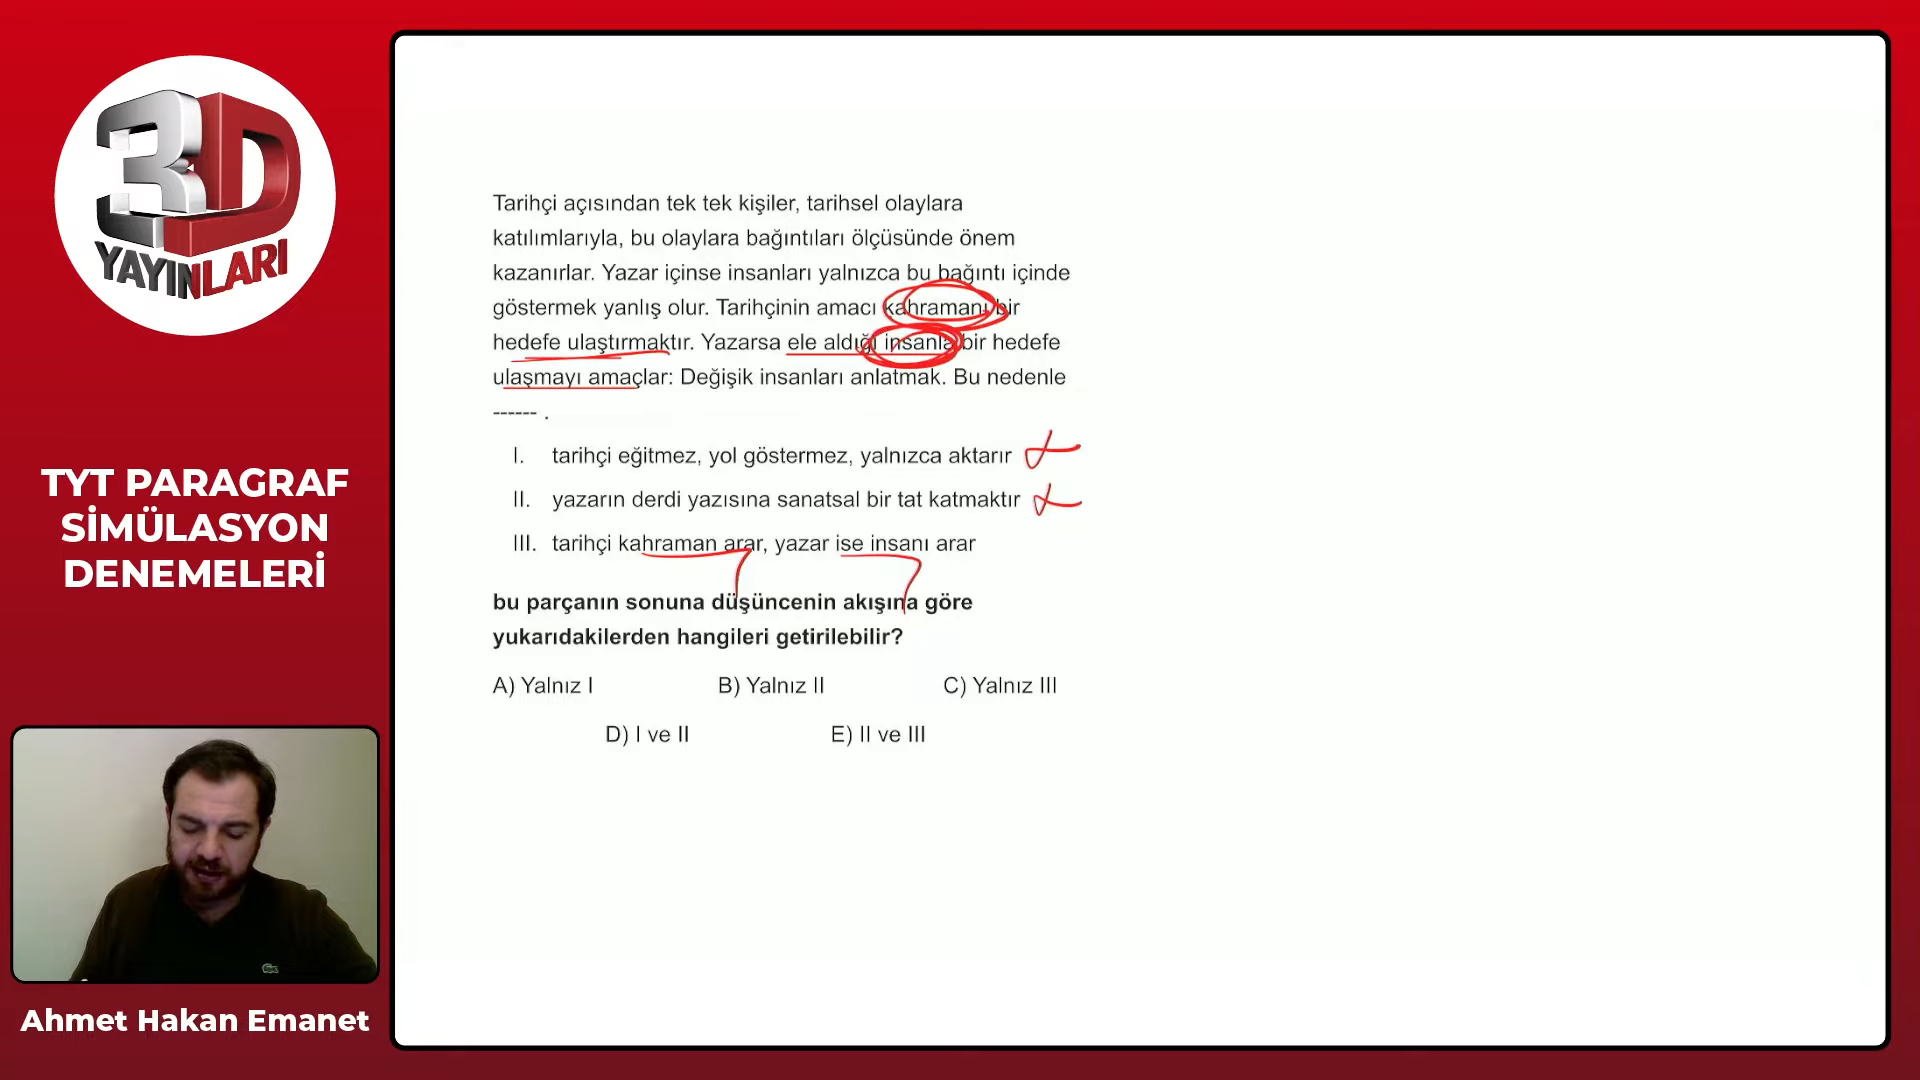 3D
YAYINLARI
TYT PARAGRAF
SİMÜLASYON
DENEMELERİ
Ahmet Hakan Emanet
Tarihçi açısından tek tek kişiler, tarihsel olaylara
katılımlarıyla, bu olaylara bağıntıları ölçüsünde önem
kazanırlar. Yazar içinse insanları yalnızca bu bağıntı içinde
göstermek yanlış olur. Tarihçinin amacı kahramanı bir
hedefe ulaştırmaktır. Yazarsa ele aldığı insanla bir hedefe
ulaşmayı amaçlar: Değişik insanları anlatmak. Bu nedenle
------ .
I. tarihçi eğitmez, yol göstermez, yalnızca aktarır
II. yazarın derdi yazısına sanatsal bir tat katmaktır
III. tarihçi kahraman arar, yazar ise insanı arar
bu parçanın sonuna düşüncenin akışına göre
yukarıdakilerden hangileri getirilebilir?
A) Yalnız I B) Yalnız II C) Yalnız III
D) I ve II E) II ve III